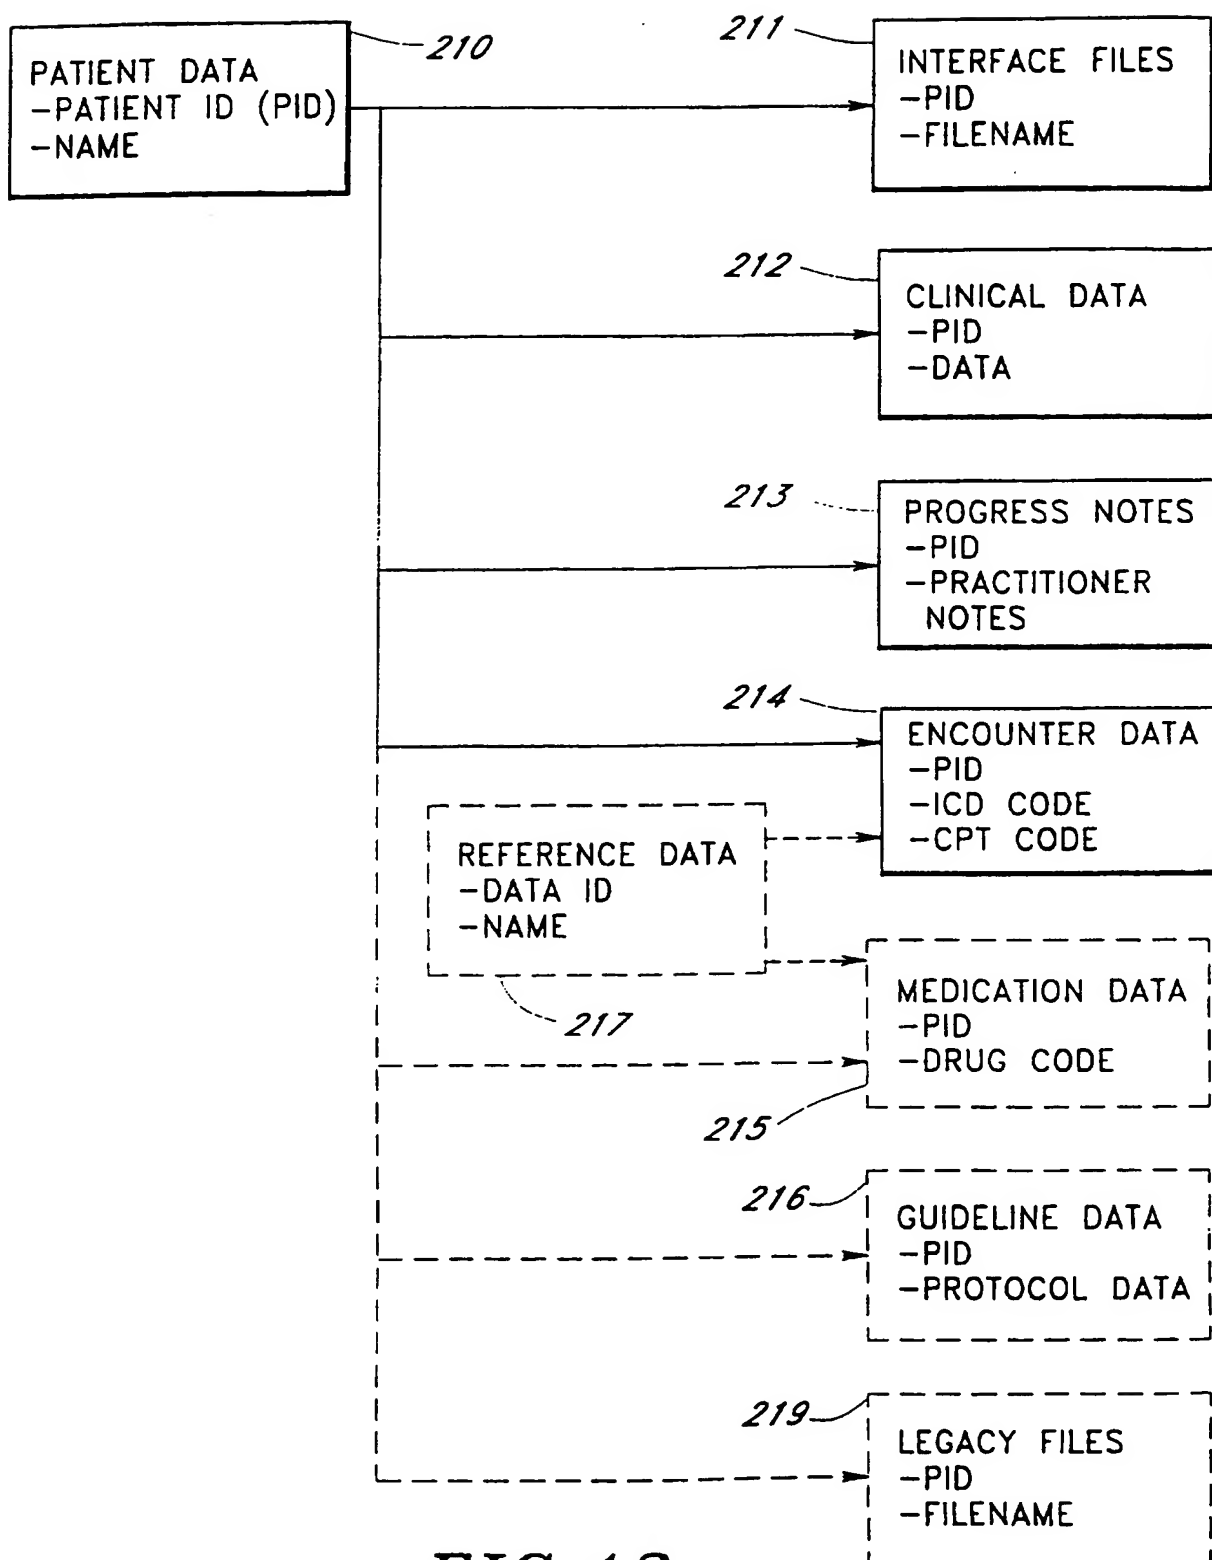 210
PATIENT DATA
-PATIENT ID (PID)
-NAME
211
INTERFACE FILES
-PID
-FILENAME
212
CLINICAL DATA
-PID
-DATA
213
PROGRESS NOTES
-PID
-PRACTITIONER
NOTES
214
ENCOUNTER DATA
-PID
-ICD CODE
-CPT CODE
REFERENCE DATA
-DATA ID
-NAME
217
MEDICATION DATA
-PID
-DRUG CODE
215
216
GUIDELINE DATA
-PID
-PROTOCOL DATA
219
LEGACY FILES
-PID
-FILENAME